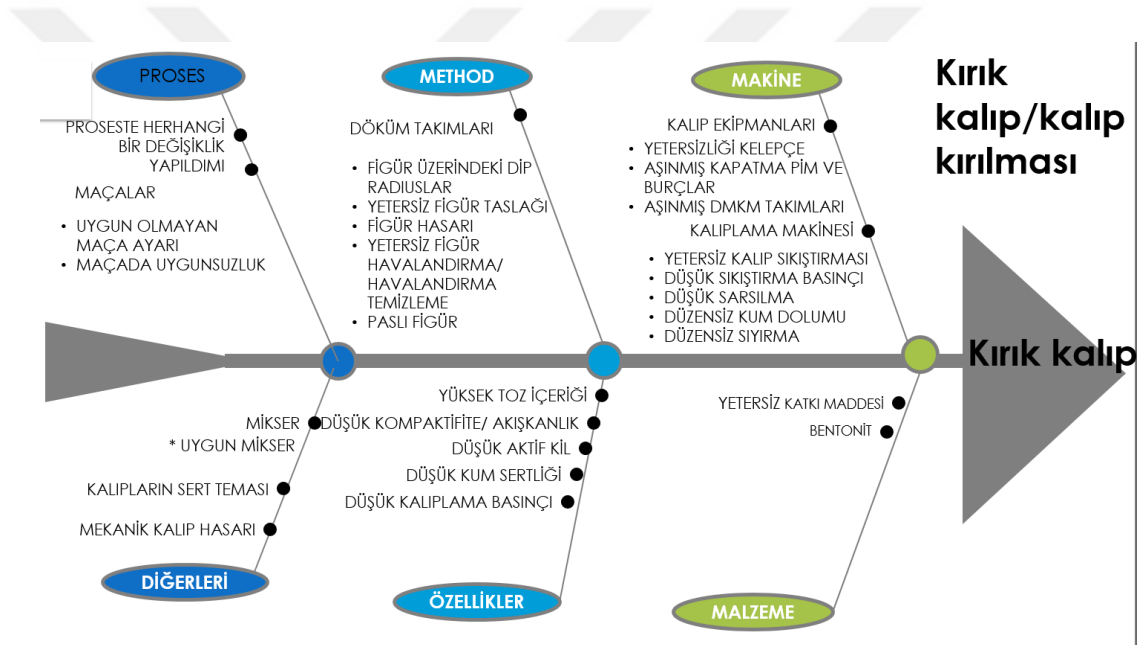 PROSES
METHOD
MAKİNE
Kırık
kalıp/kalıp
kırılması
PROSESTE HERHANGİ
BİR DEĞİŞİKLİK
YAPILDIMI
MAÇALAR
• UYGUN OLMAYAN
MAÇA AYARI
• MAÇADA UYGUNSUZLUK
DÖKÜM TAKIMLARI
• FİGÜR ÜZERİNDEKİ DİP
RADIUSLAR
• YETERSİZ FİGÜR TASLAĞI
• FİGÜR HASARI
• YETERSİZ FİGÜR
HAVALANDIRMA/
HAVALANDIRMA
TEMİZLEME
• PASLI FİGÜR
KALIP EKİPMANLARI
• YETERSİZLİĞİ KELEPÇE
• AŞINMIŞ KAPATMA PİM VE
BURÇLAR
• AŞINMIŞ DMKM TAKIMLARI
KALIPLAMA MAKİNESİ
• YETERSİZ KALIP SIKIŞTIRMASI
• DÜŞÜK SIKIŞTIRMA BASINÇI
• DÜŞÜK SARSILMA
• DÜZENSİZ KUM DOLUMU
• DÜZENSİZ SIYIRMA
Kırık kalıp
MİKSER
* UYGUN MİKSER
KALIPLARIN SERT TEMASI
MEKANİK KALIP HASARI
YÜKSEK TOZ İÇERİĞİ
DÜŞÜK KOMPAKTİFİTE/ AKIŞKANLIK
DÜŞÜK AKTİF KİL
DÜŞÜK KUM SERTLİĞİ
DÜŞÜK KALIPLAMA BASINÇI
YETERSİZ KATKI MADDESİ
BENTONİT
DİĞERLERİ
ÖZELLİKLER
MALZEME